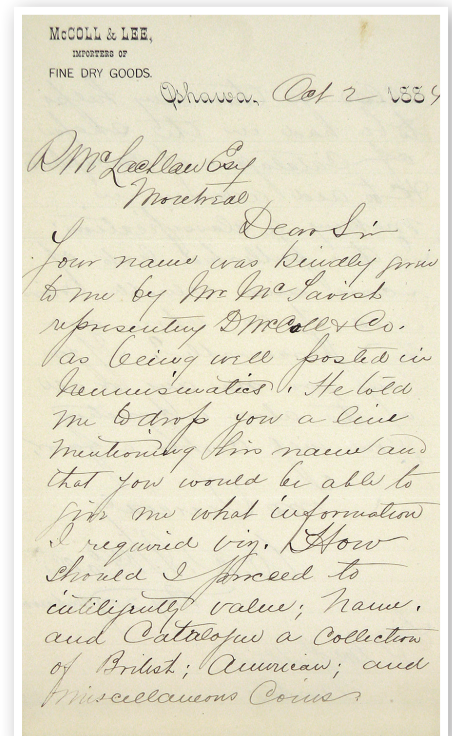 McCOLL & LEE,
IMPORTERS OF
FINE DRY GOODS.
Oshawa, Oct 2 1884
R McLachlan Esq
Montreal
Dear Sir
Your name was kindly given
to me by Mr. McTavish
representing D McCall & Co.
as being well posted in
Neumismatics. He told
me to drop you a line
mentioning his name and
that you would be able to
give me what information
I required viz. How
should I proceed to
intiligently value; name.
and Catalogue a collection
of British; American; and
Miscellaneous Coins.